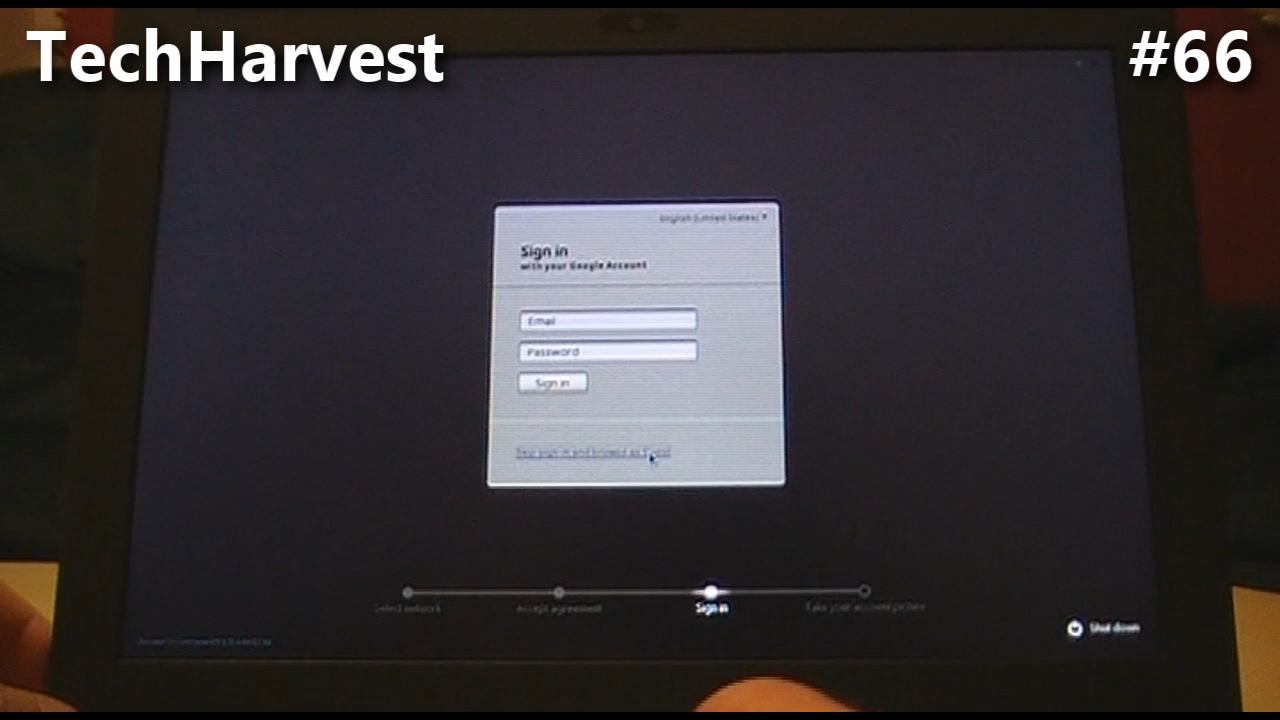 TechHarvest
#66
English (United States)
Sign in
with your Google Account
Email
Password
Sign in
Skip sign in and browse as Guest
Select network
Accept agreement
Sign in
Take your account picture
Shut down